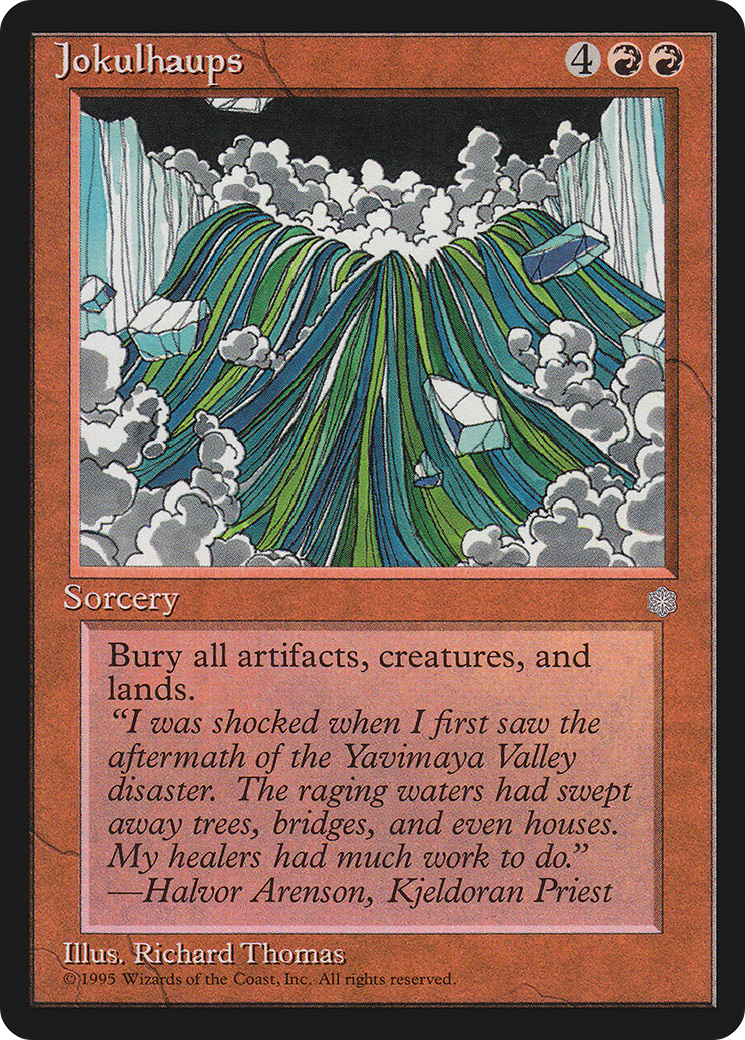 Jokulhaups 4
Sorcery
Bury all artifacts, creatures, and
lands.
“I was shocked when I first saw the
aftermath of the Yavimaya Valley
disaster. The raging waters had swept
away trees, bridges, and even houses.
My healers had much work to do.”
—Halvor Arenson, Kjeldoran Priest
Illus. Richard Thomas
© 1995 Wizards of the Coast, Inc. All rights reserved.